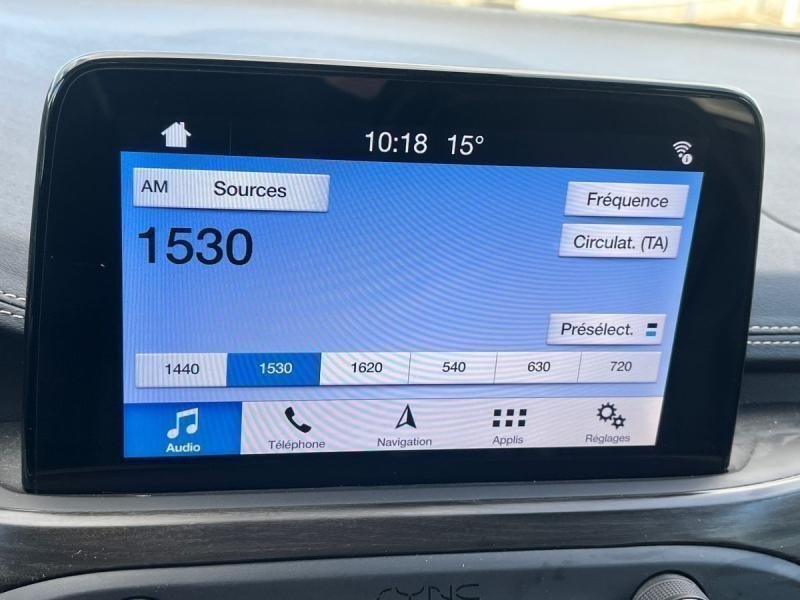 10:18 15°
AM Sources
Fréquence
1530
Circulat. (TA)
Présélect.
1440 1530 1620 540 630 720
Audio Téléphone Navigation Applis Réglages
SYNC